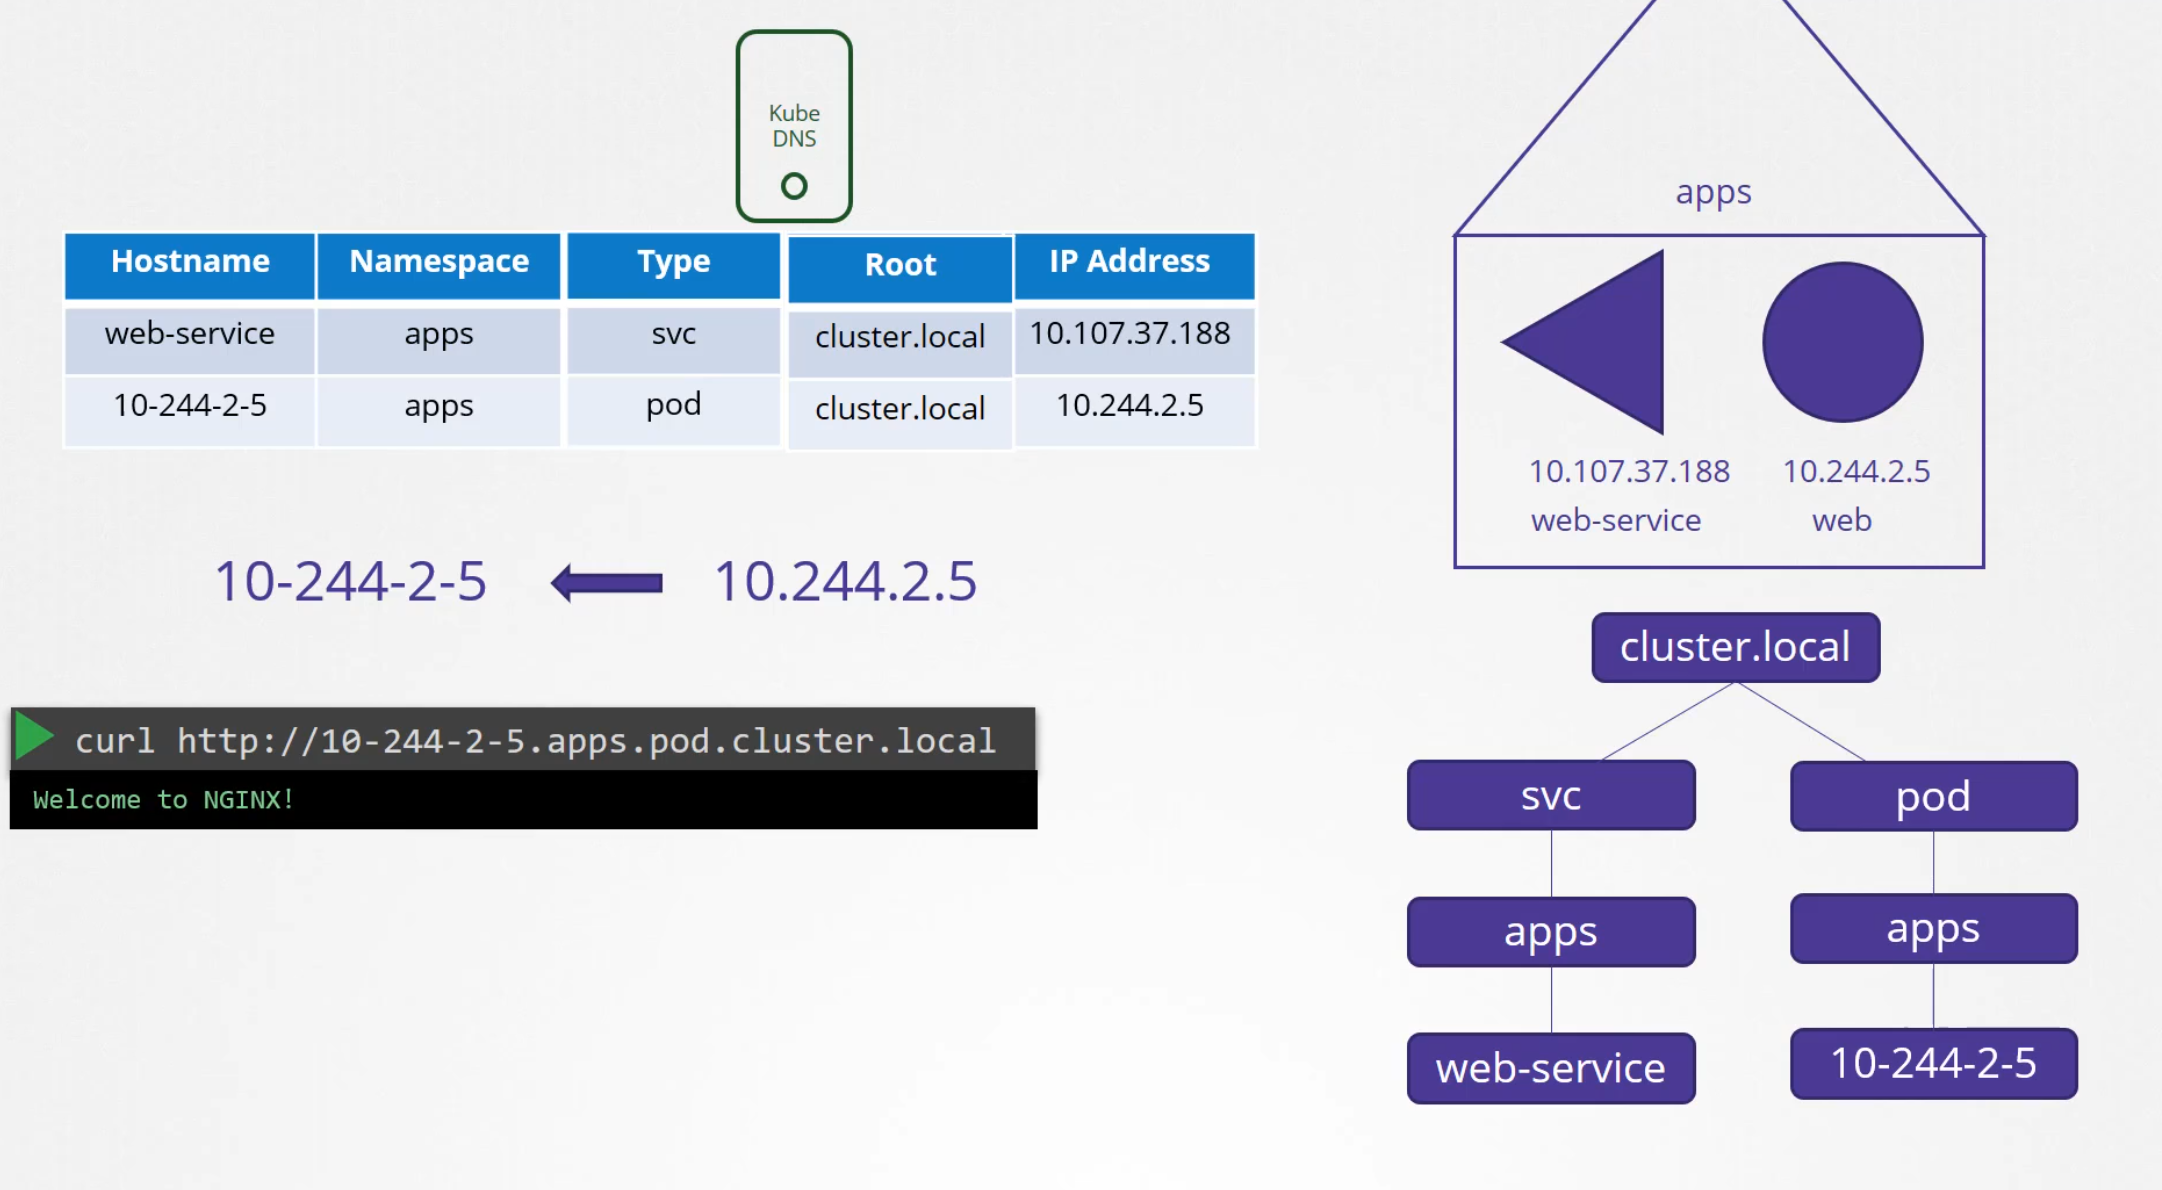 Kube
DNS
Hostname Namespace Type Root IP Address
web-service apps svc cluster.local 10.107.37.188
10-244-2-5 apps pod cluster.local 10.244.2.5
10-244-2-5 10.244.2.5
curl http://10-244-2-5.apps.pod.cluster.local
Welcome to NGINX!
apps
10.107.37.188 10.244.2.5
web-service web
cluster.local
svc pod
apps apps
web-service 10-244-2-5